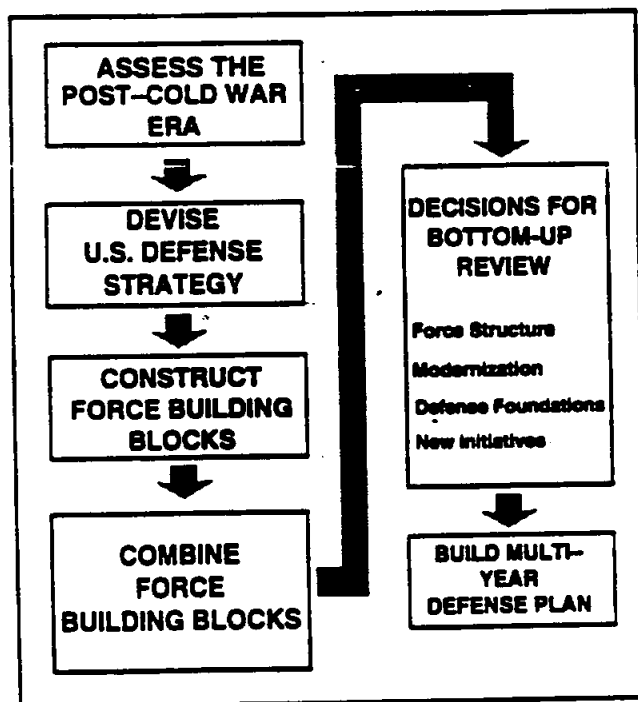 ASSESS THE
POST-COLD WAR
ERA
DEVISE
U.S. DEFENSE
STRATEGY
CONSTRUCT
FORCE BUILDING
BLOCKS
COMBINE
FORCE
BUILDING BLOCKS
DECISIONS FOR
BOTTOM-UP
REVIEW
Force Structure
Modernization
Defense Foundations
New Initiatives
BUILD MULTI-
YEAR
DEFENSE PLAN